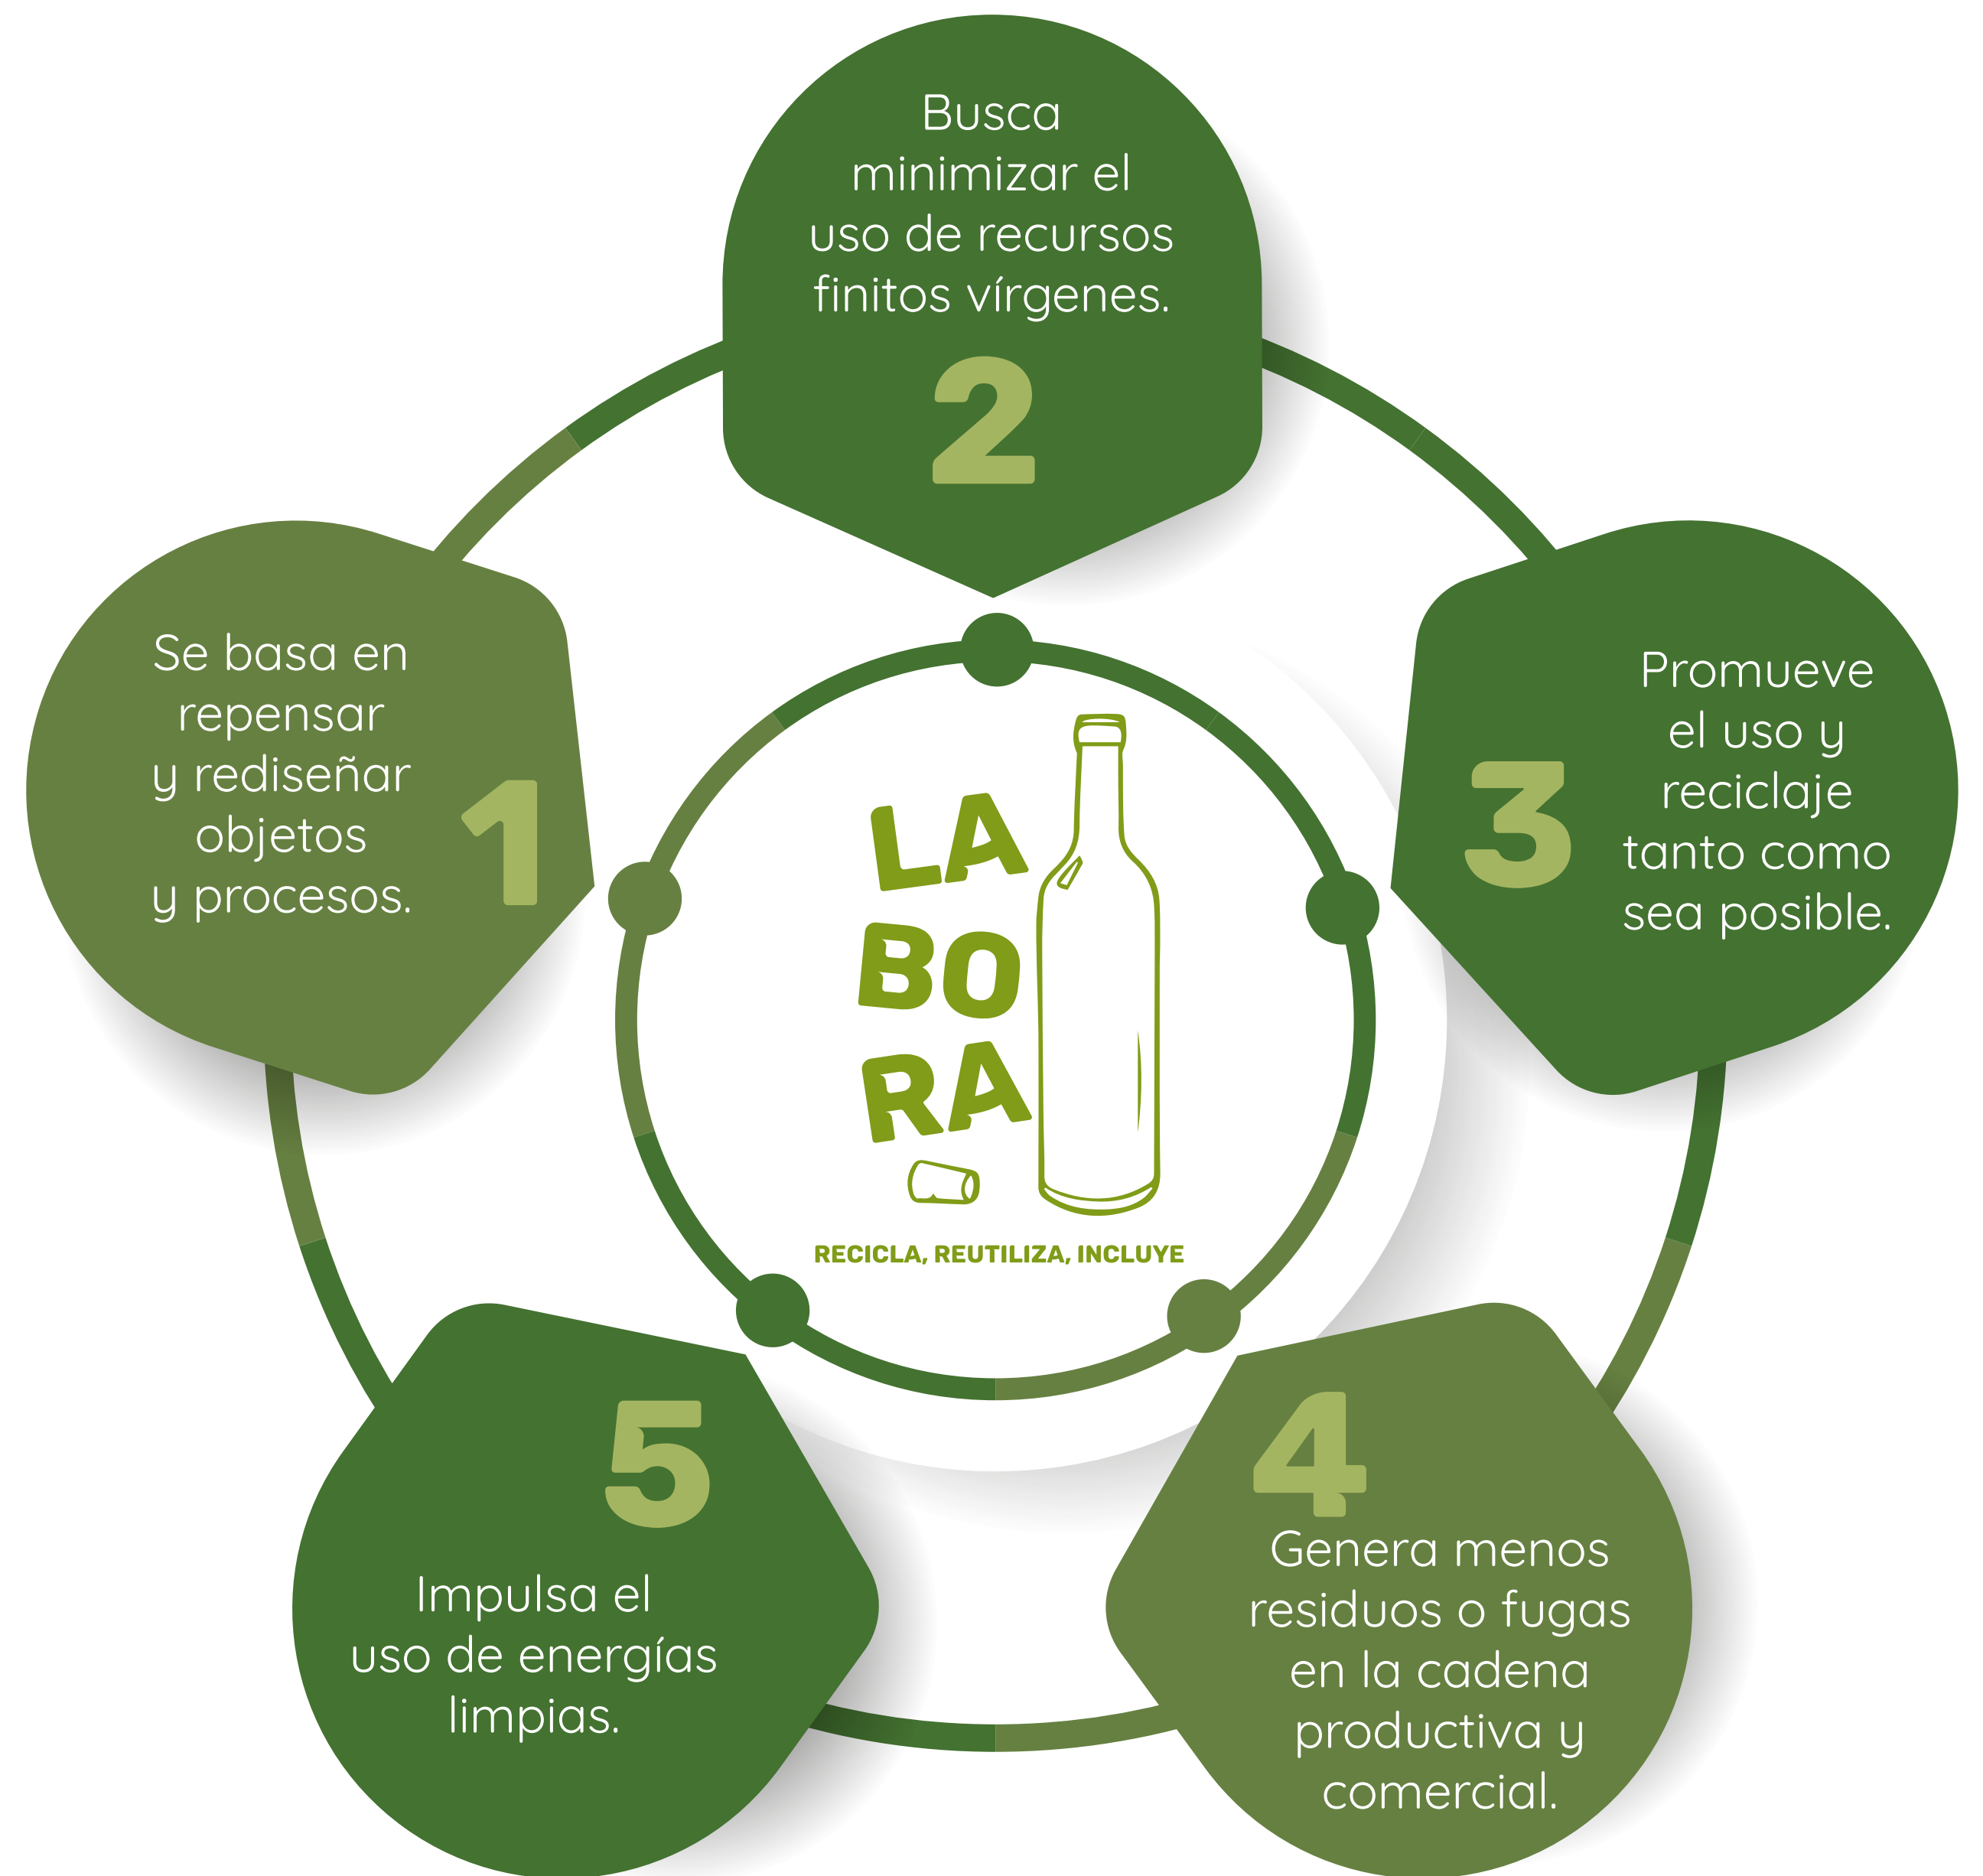 Se basa en
repensar
y rediseñar
objetos
y procesos.
1
Busca
minimizar el
uso de recursos
finitos vírgenes.
2
Promueve
el uso y
reciclaje
tanto como
sea posible.
3
4
Genera menos
residuos o fugas
en la cadena
productiva y
comercial.
5
Impulsa el
uso de energías
limpias.
LA
BO
RA
RECICLA, REUTILIZA, INCLUYE